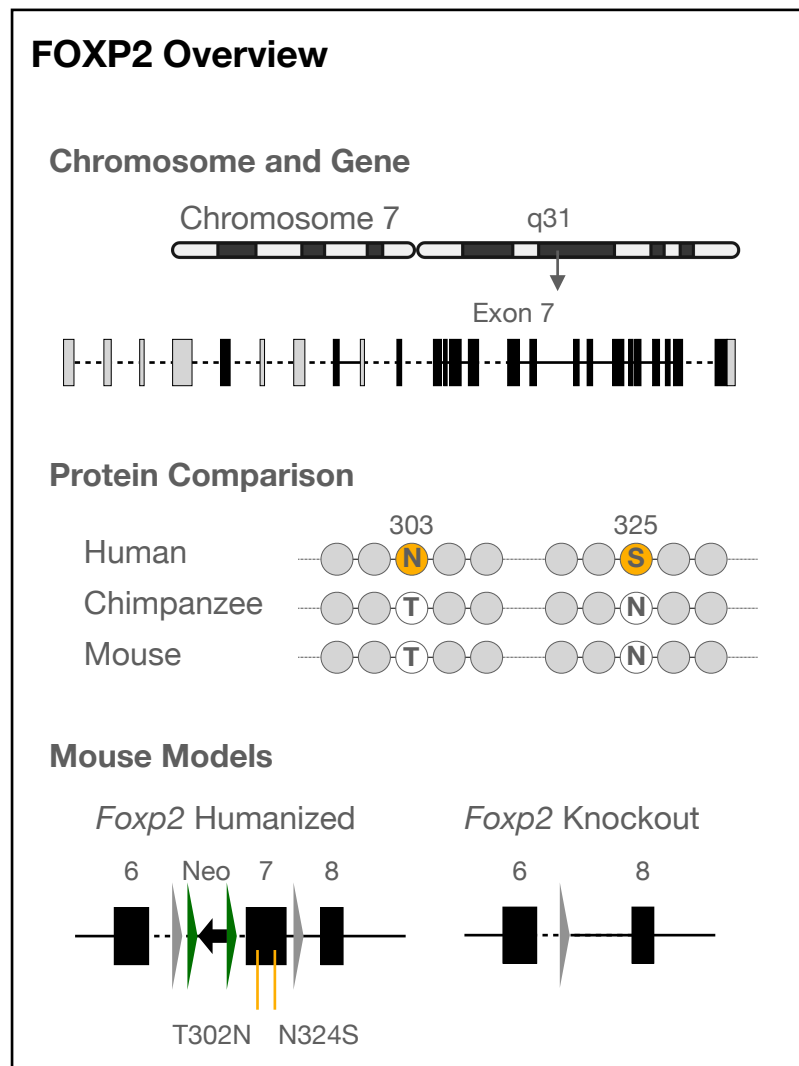 FOXP2 Overview
Chromosome and Gene
Chromosome 7 q31
Exon 7
Protein Comparison
303 325
Human N S
Chimpanzee T N
Mouse T N
Mouse Models
Foxp2 Humanized Foxp2 Knockout
6 Neo 7 8 6 8
T302N N324S